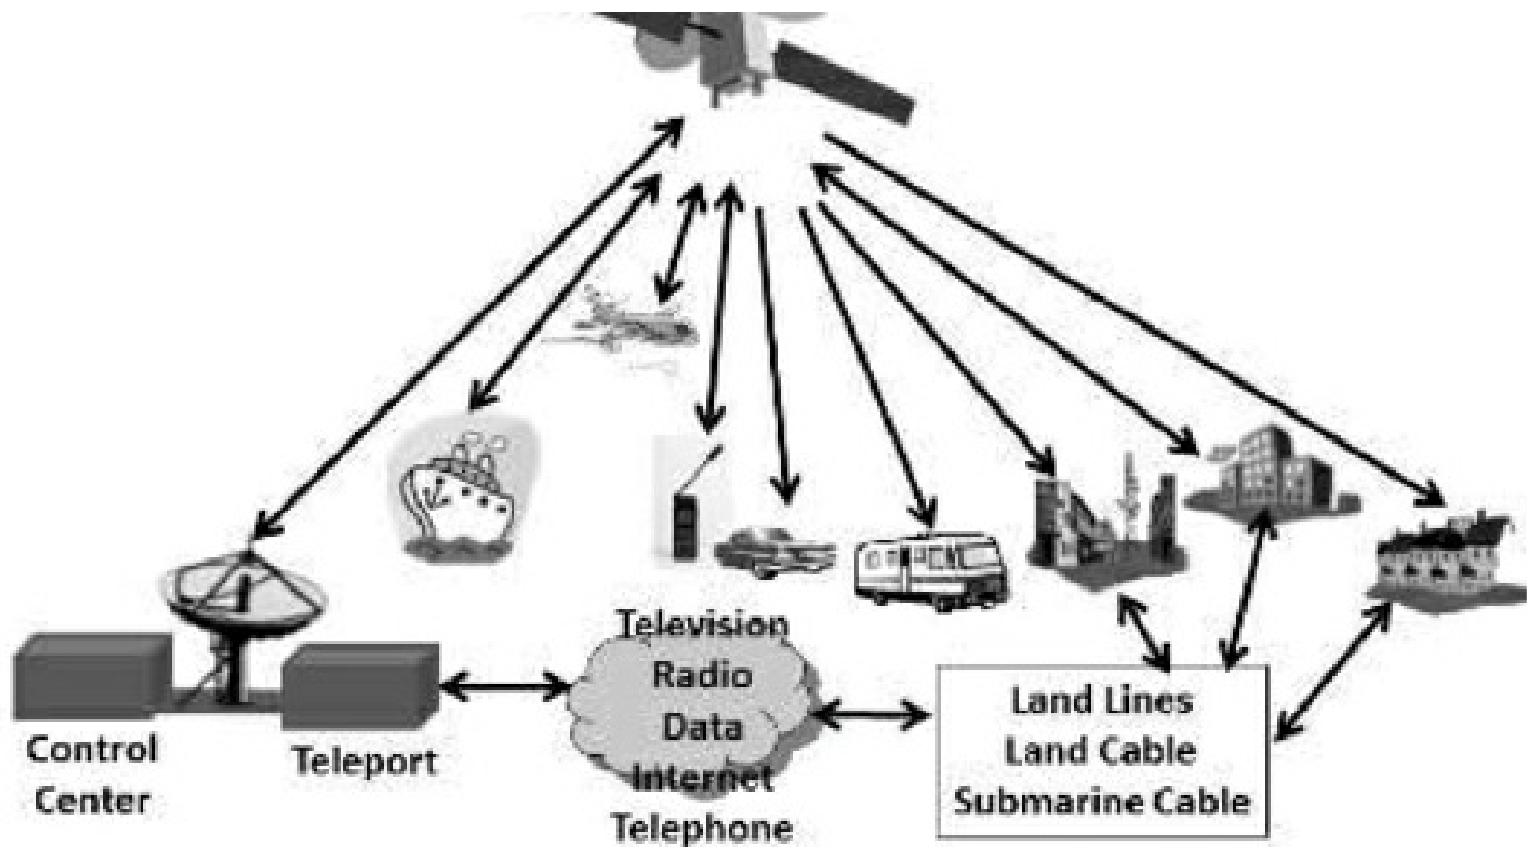 Control
Center
Teleport
Television
Radio
Data
Internet
Telephone
Land Lines
Land Cable
Submarine Cable